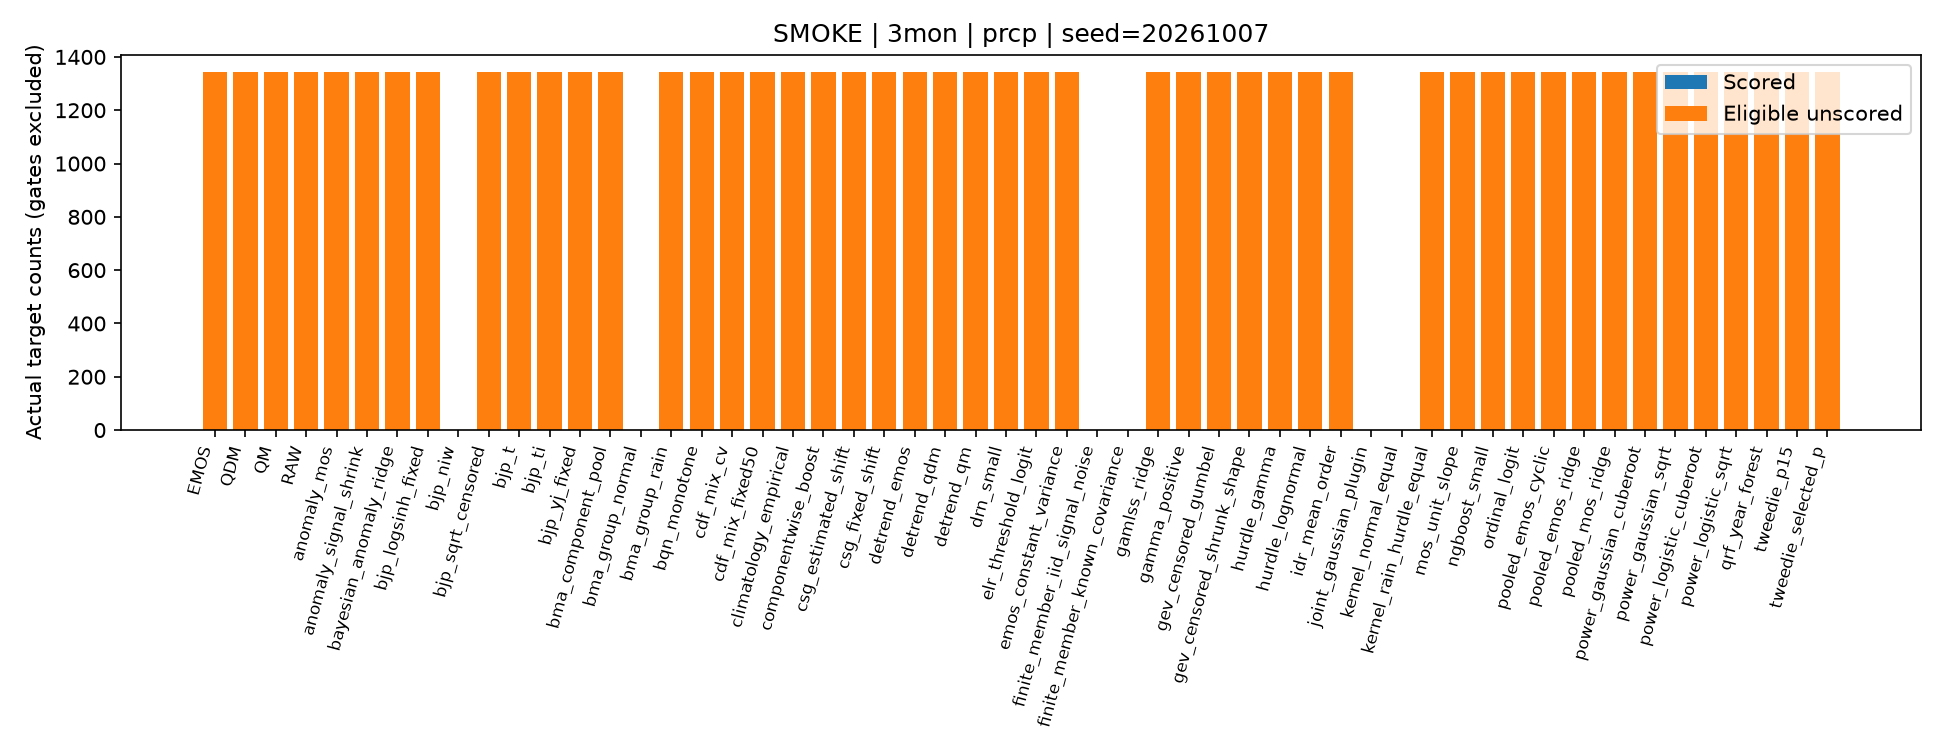 SMOKE | 3mon | prcp | seed=20261007
Actual target counts (gates excluded)
1400
1200
1000
800
600
400
200
0
Scored
Eligible unscored
EMOS
QDM
QM
RAW
anomaly_mos
anomaly_signal_shrink
bayesian_anomaly_ridge
bjp_logsinh_fixed
bjp_niw
bjp_sqrt_censored
bjp_t
bjp_ti
bjp_yj_fixed
bma_component_pool
bma_group_normal
bma_group_rain
bqn_monotone
cdf_mix_cv
cdf_mix_fixed50
climatology_empirical
componentwise_boost
csg_estimated_shift
csg_fixed_shift
detrend_emos
detrend_qdm
detrend_qm
drn_small
elr_threshold_logit
emos_constant_variance
finite_member_iid_signal_noise
finite_member_known_covariance
gamlss_ridge
gamma_positive
gev_censored_gumbel
gev_censored_shrunk_shape
hurdle_gamma
hurdle_lognormal
idr_mean_order
joint_gaussian_plugin
kernel_normal_equal
kernel_rain_hurdle_equal
mos_unit_slope
ngboost_small
ordinal_logit
pooled_emos_cyclic
pooled_emos_ridge
pooled_mos_ridge
power_gaussian_cuberoot
power_gaussian_sqrt
power_logistic_cuberoot
power_logistic_sqrt
qrf_year_forest
tweedie_p15
tweedie_selected_p